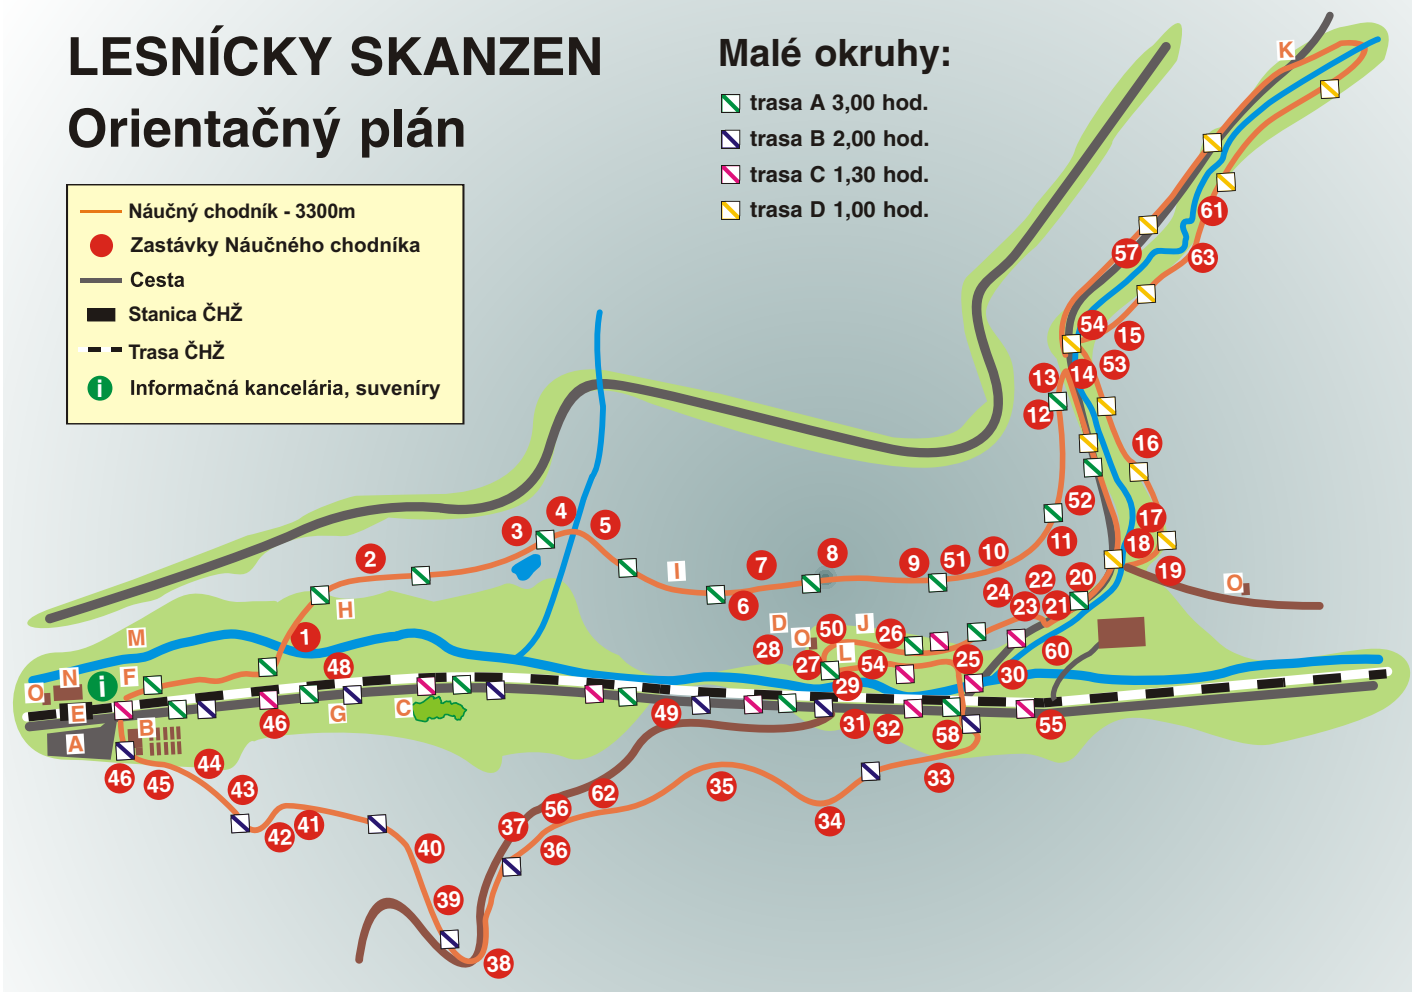 LESNÍCKY SKANZEN
Orientačný plán
Malé okruhy:
trasa A 3,00 hod.
trasa B 2,00 hod.
trasa C 1,30 hod.
trasa D 1,00 hod.
Náučný chodník - 3300m
Zastávky Náučného chodníka
Cesta
Stanica ČHŽ
Trasa ČHŽ
i Informačná kancelária, suveníry
K
61
57
63
54
15
53
13
14
12
16
52
17
4
3
5
11
18
2
8
10
51
9
7
I
19
O
22
20
24
6
23
21
H
D
50
J
26
M
1
O
28
L
60
25
48
27
54
30
N
F
i
29
O
E
G
C
49
46
31
32
55
B
58
A
44
46
45
43
33
35
62
56
41
37
34
42
40
36
39
38